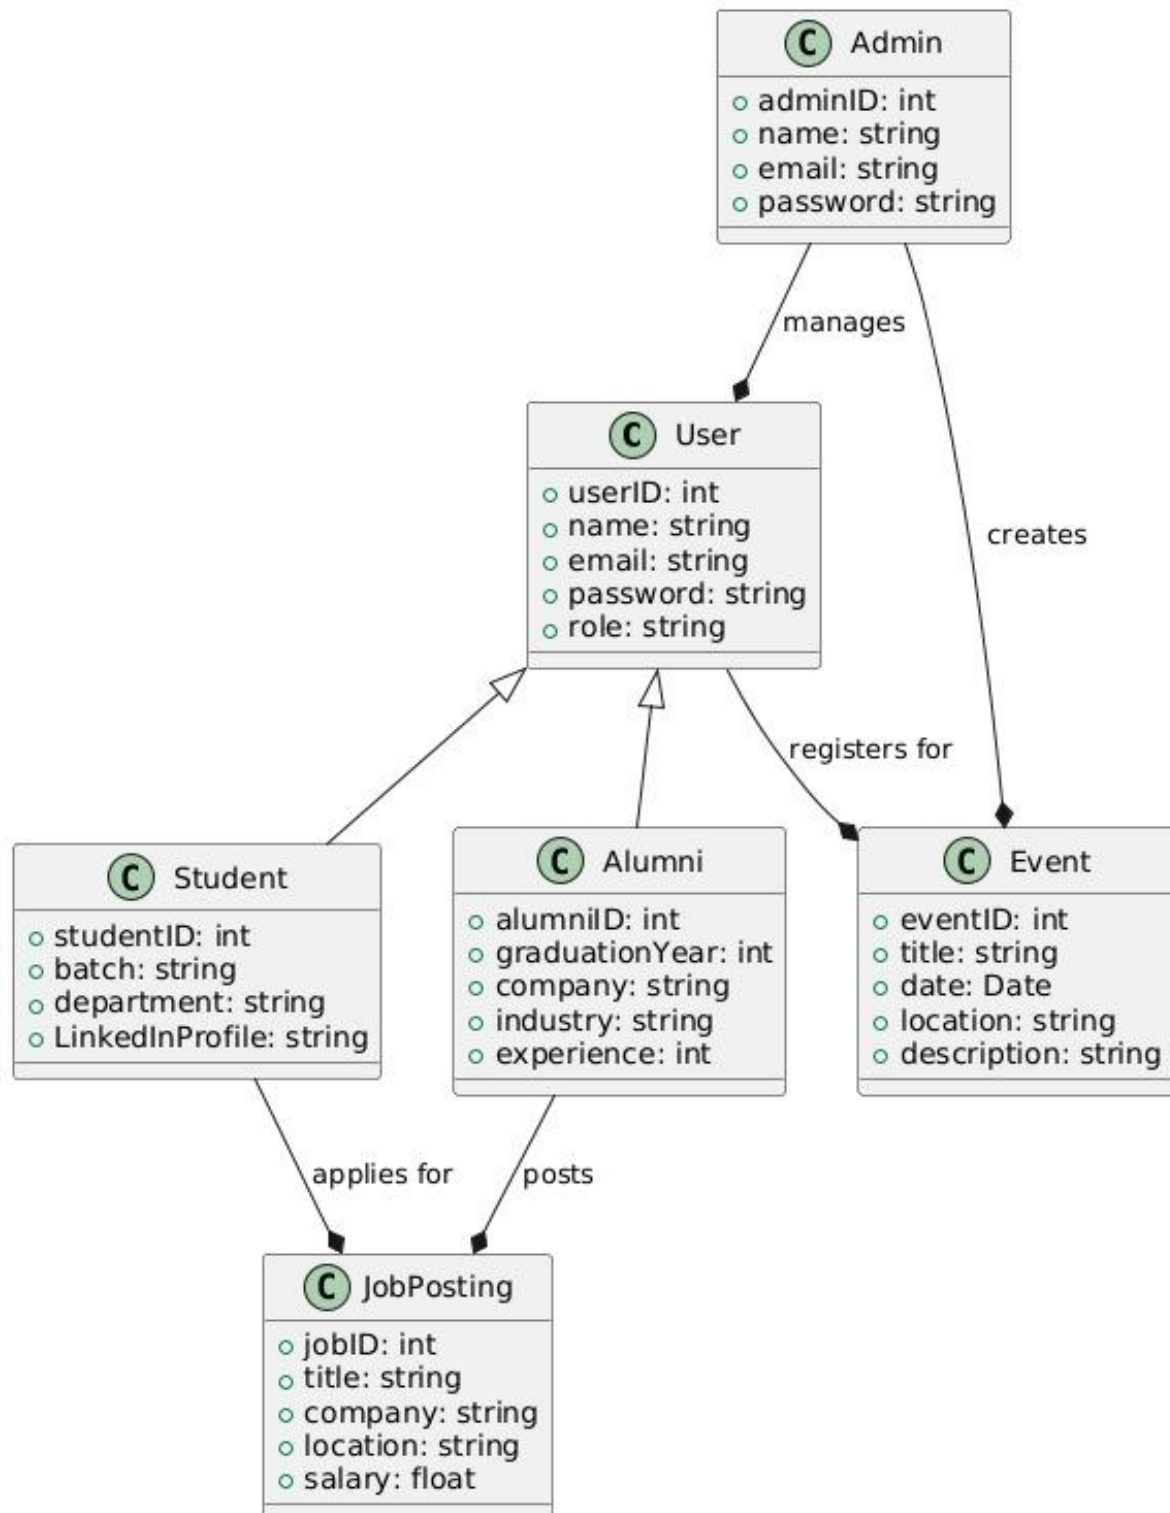 C Admin
adminID: int
name: string
email: string
password: string
manages
creates
C User
userID: int
name: string
email: string
password: string
role: string
registers for
C Student
studentID: int
batch: string
department: string
LinkedInProfile: string
C Alumni
alumniID: int
graduationYear: int
company: string
industry: string
experience: int
C Event
eventID: int
title: string
date: Date
location: string
description: string
applies for
posts
C JobPosting
jobID: int
title: string
company: string
location: string
salary: float